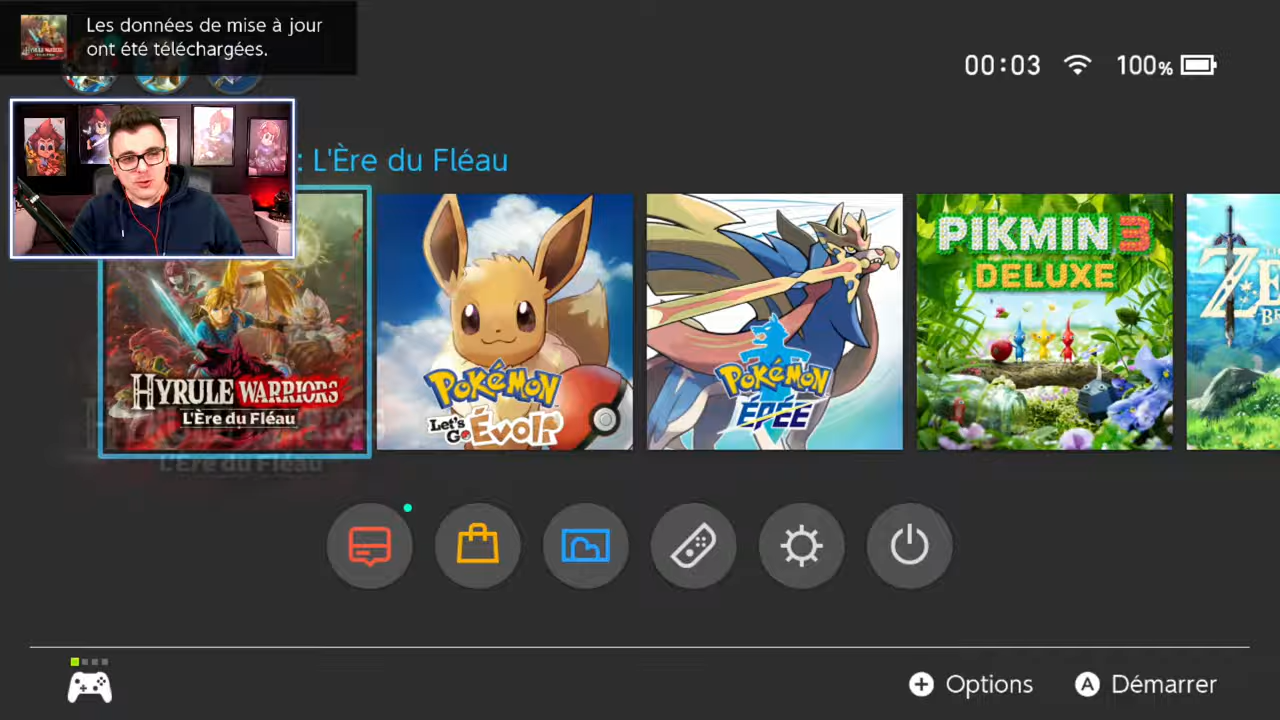 Les données de mise à jour
ont été téléchargées.
00:03
100%
: L'Ère du Fléau
HYRULE WARRIORS
L'Ère du Fléau
POKÉMON
Let's Go Évoli
POKÉMON
ÉPÉE
PIKMIN 3
DELUXE
Options
Démarrer